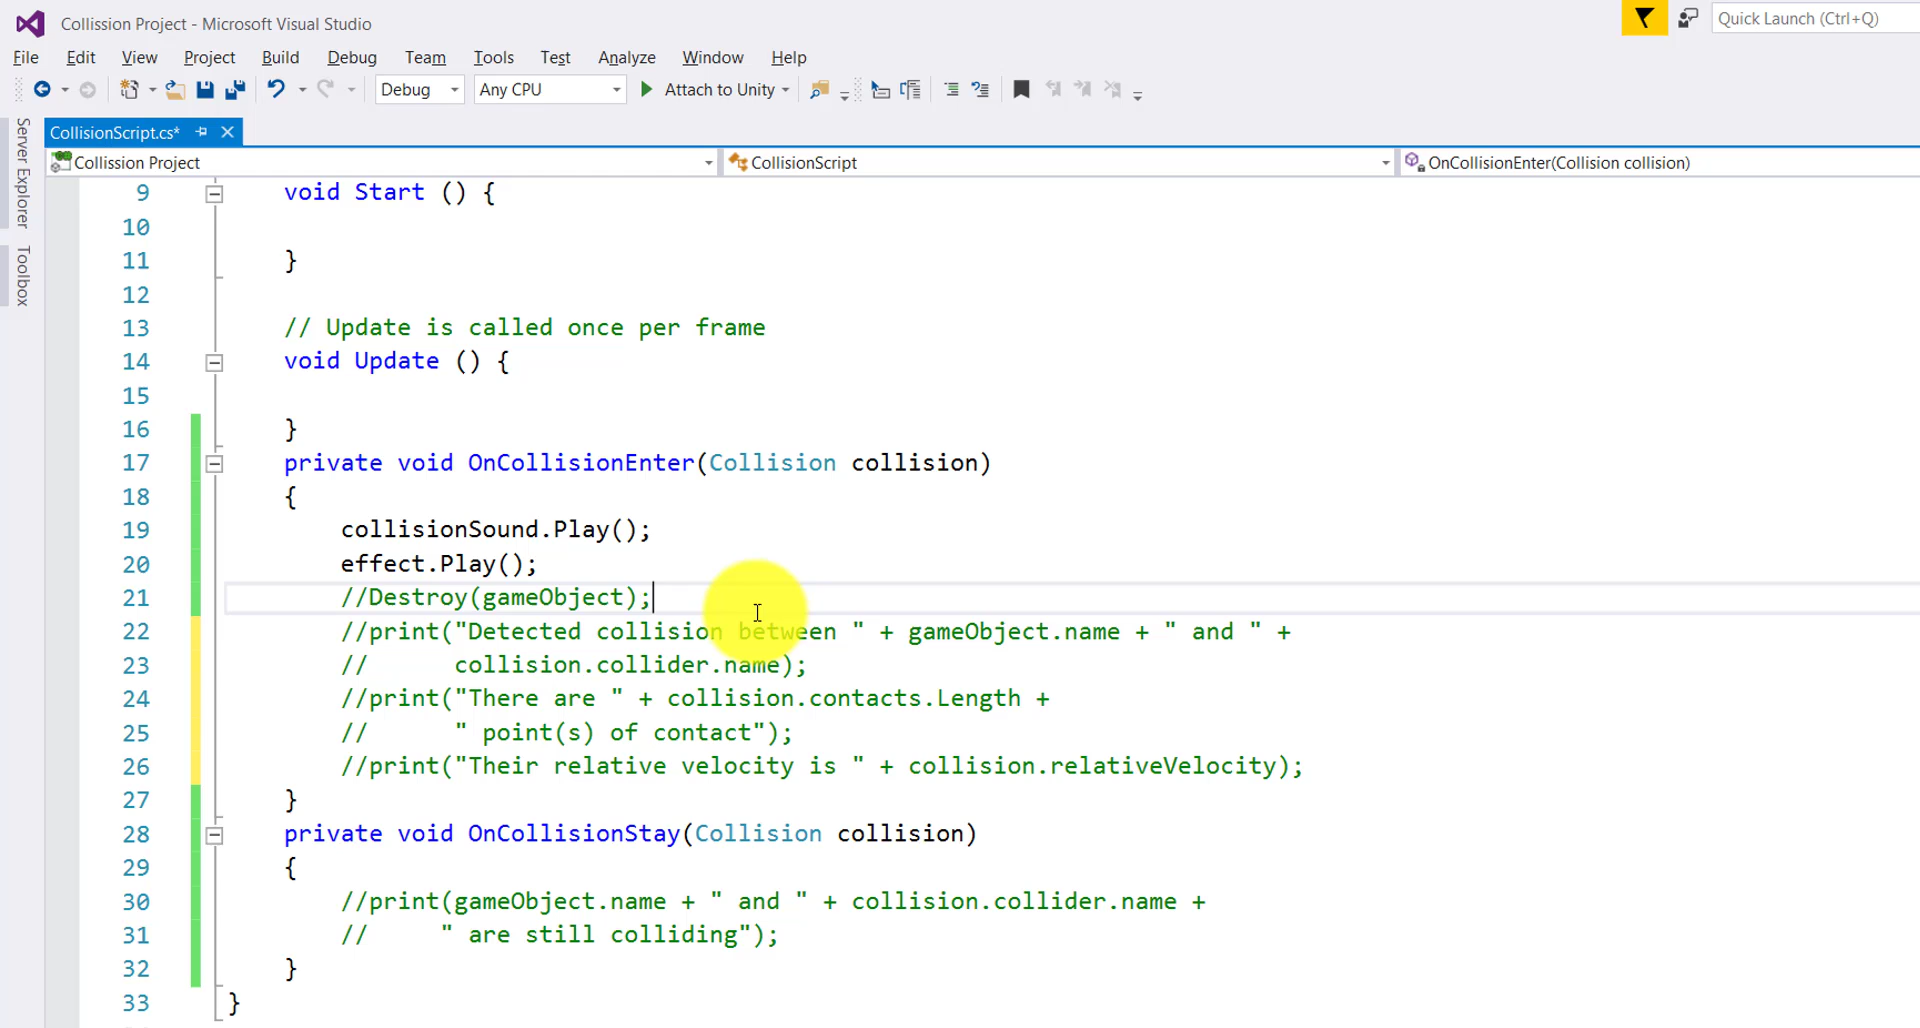 Collission Project - Microsoft Visual Studio
Quick Launch (Ctrl+Q)
File Edit View Project Build Debug Team Tools Test Analyze Window Help
Debug Any CPU Attach to Unity
Server Explorer
Toolbox
CollisionScript.cs*
Collission Project CollisionScript OnCollisionEnter(Collision collision)
9 void Start () {
10
11 }
12
13 // Update is called once per frame
14 void Update () {
15
16 }
17 private void OnCollisionEnter(Collision collision)
18 {
19 collisionSound.Play();
20 effect.Play();
21 //Destroy(gameObject);
22 //print("Detected collision between " + gameObject.name + " and " +
23 // collision.collider.name);
24 //print("There are " + collision.contacts.Length +
25 // " point(s) of contact");
26 //print("Their relative velocity is " + collision.relativeVelocity);
27 }
28 private void OnCollisionStay(Collision collision)
29 {
30 //print(gameObject.name + " and " + collision.collider.name +
31 // " are still colliding");
32 }
33 }